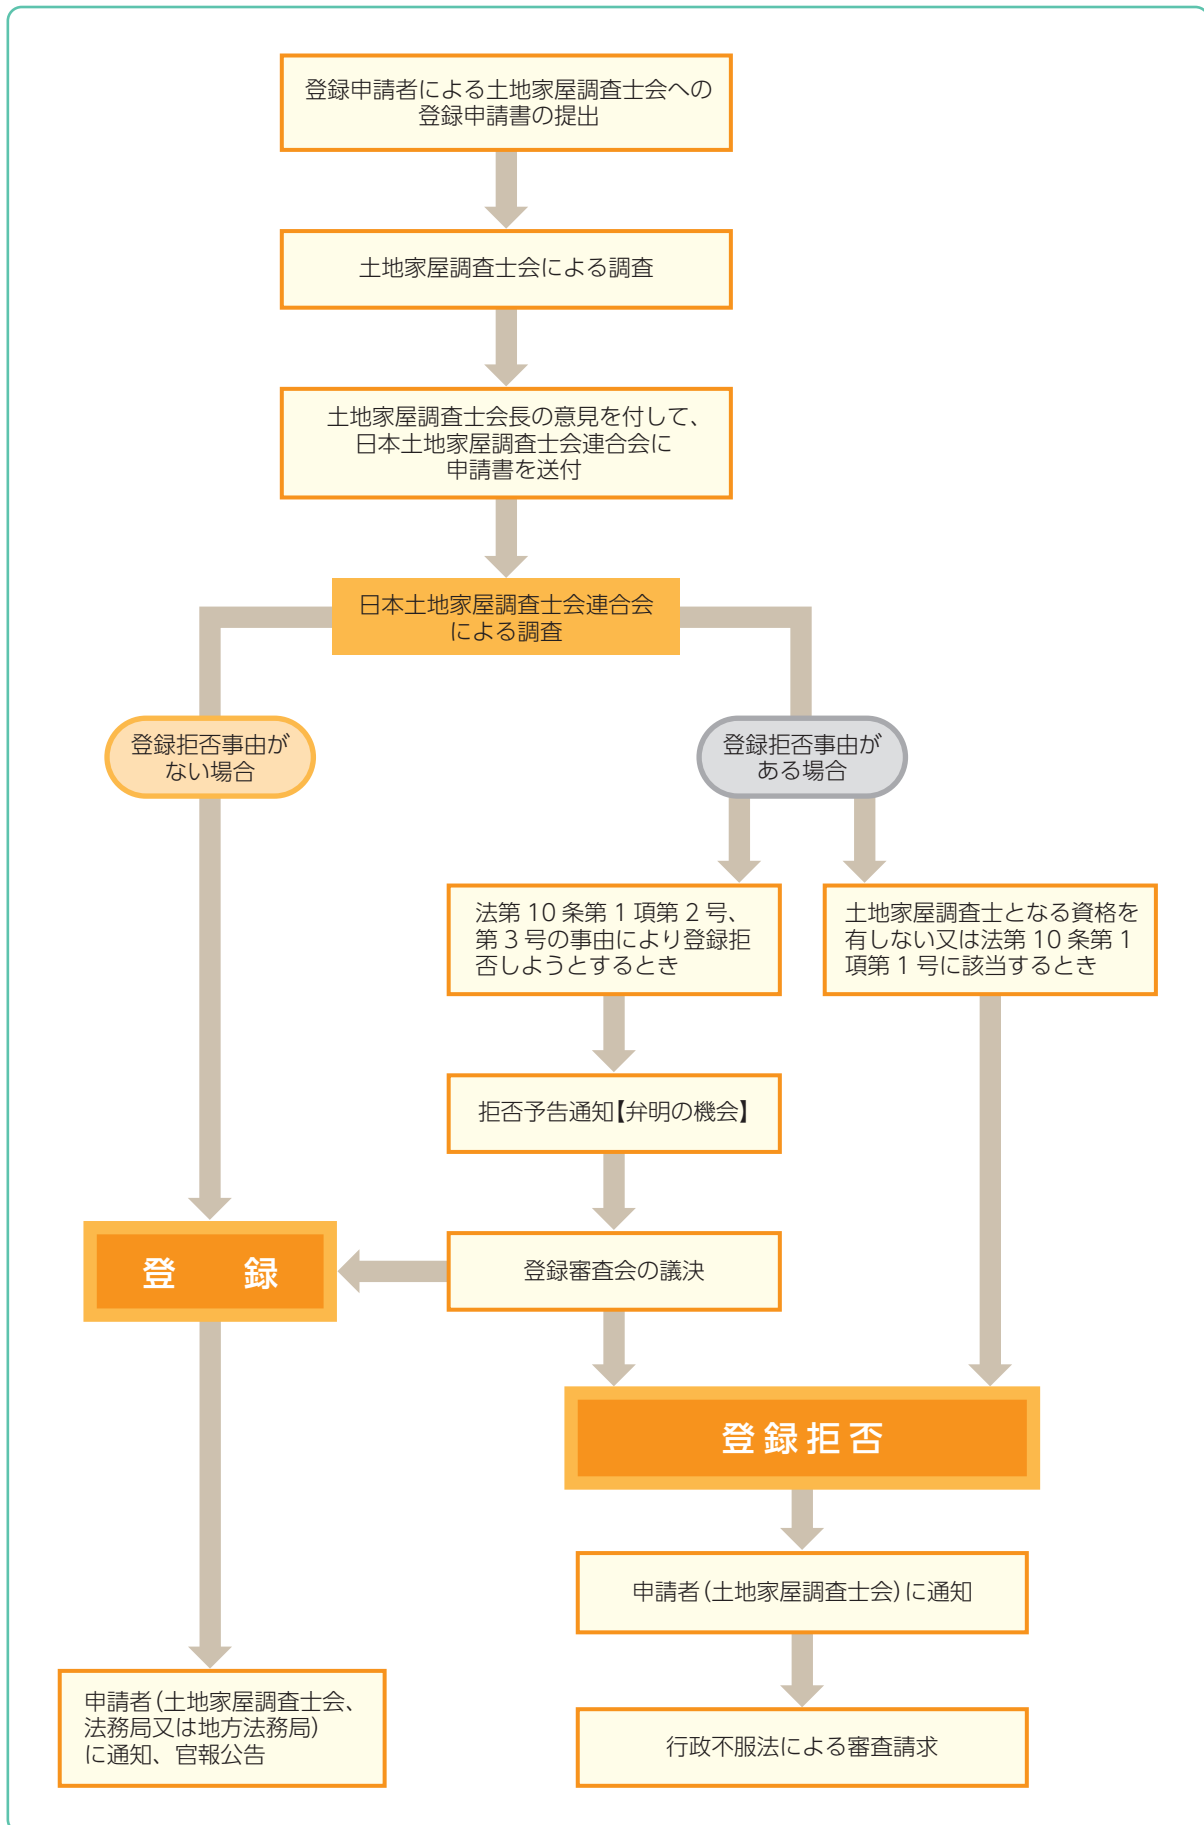 登録申請者による土地家屋調査士会への
登録申請書の提出
土地家屋調査士会による調査
土地家屋調査士会長の意見を付して、
日本土地家屋調査士会連合会に
申請書を送付
日本土地家屋調査士会連合会
による調査
登録拒否事由が
ない場合
登録拒否事由が
ある場合
法第 10 条第 1 項第 2 号、
第 3 号の事由により登録拒
否しようとするとき
土地家屋調査士となる資格を
有しない又は法第 10 条第 1
項第 1 号に該当するとき
拒否予告通知【弁明の機会】
登録審査会の議決
登　録
登録拒否
申請者(土地家屋調査士会)に通知
行政不服法による審査請求
申請者(土地家屋調査士会、
法務局又は地方法務局)
に通知、官報公告